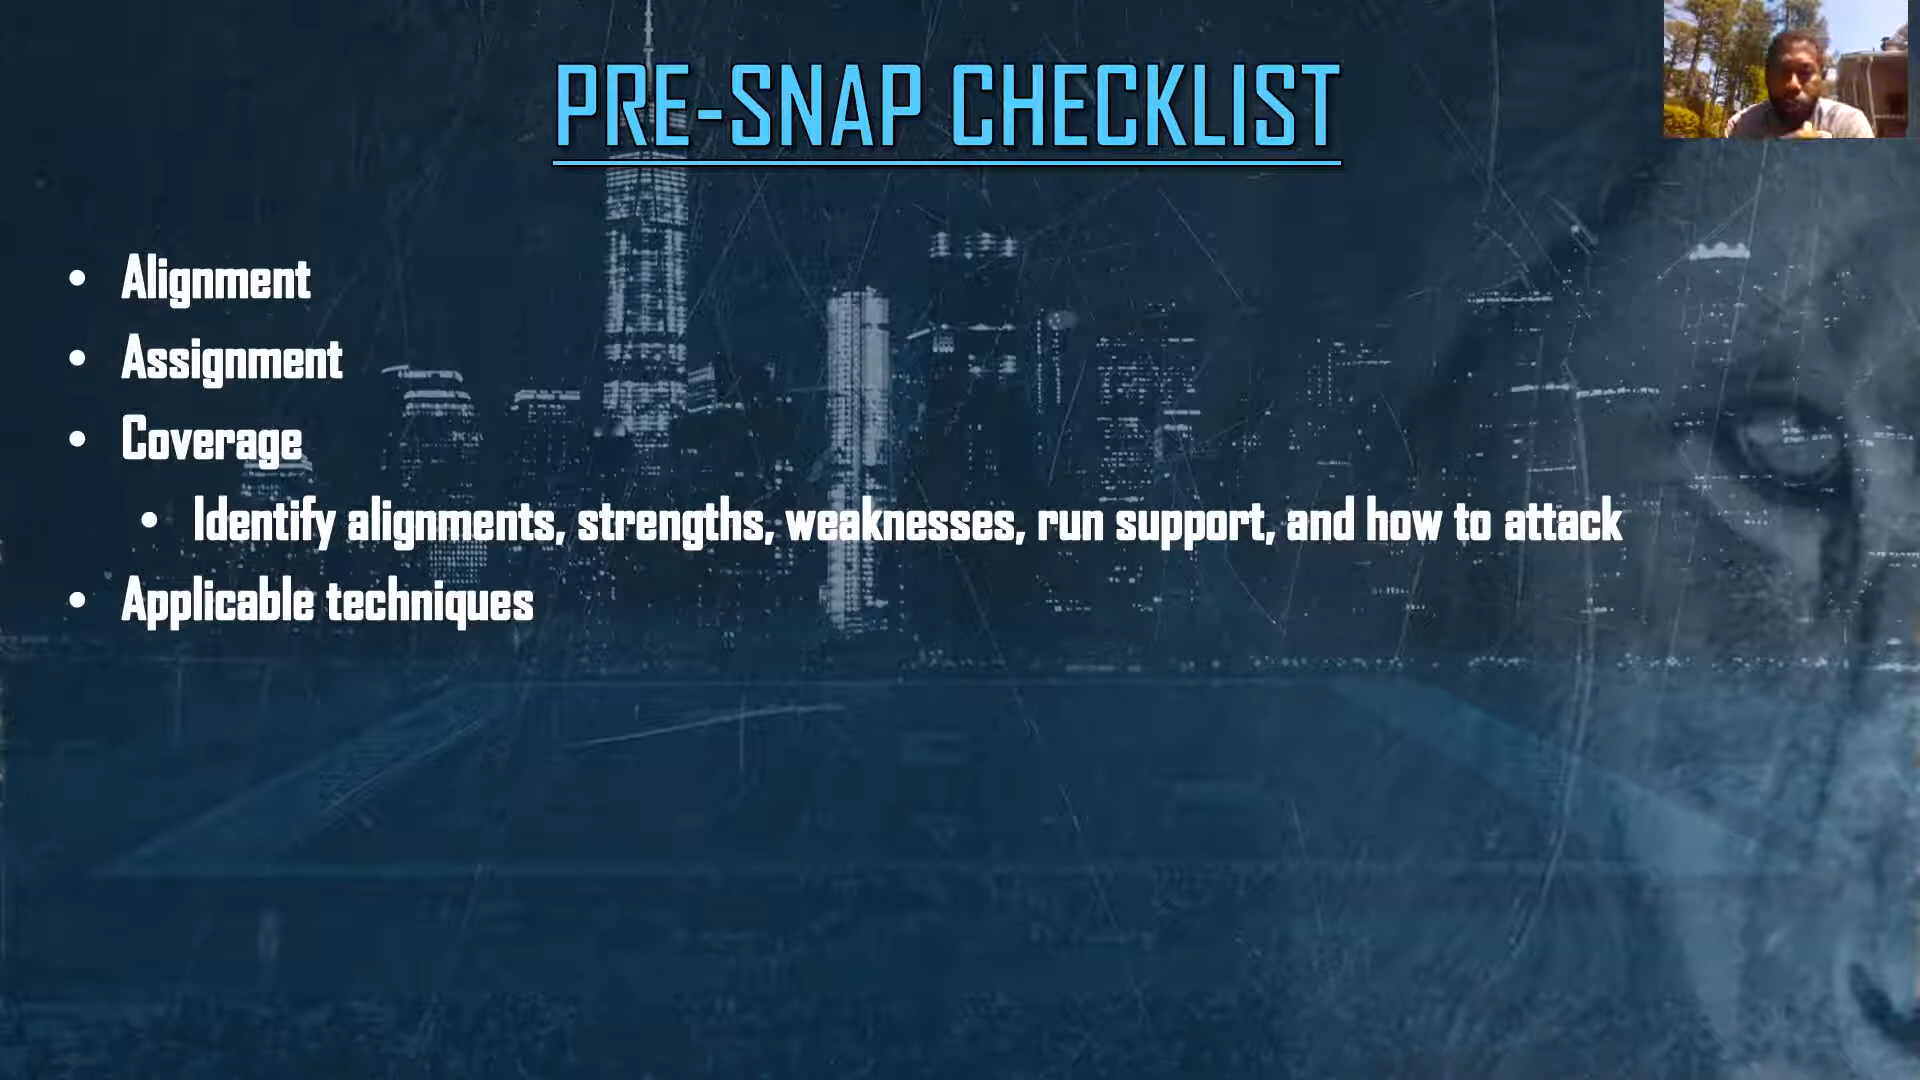 PRE-SNAP CHECKLIST
• Alignment
• Assignment
• Coverage
• Identify alignments, strengths, weaknesses, run support, and how to attack
• Applicable techniques